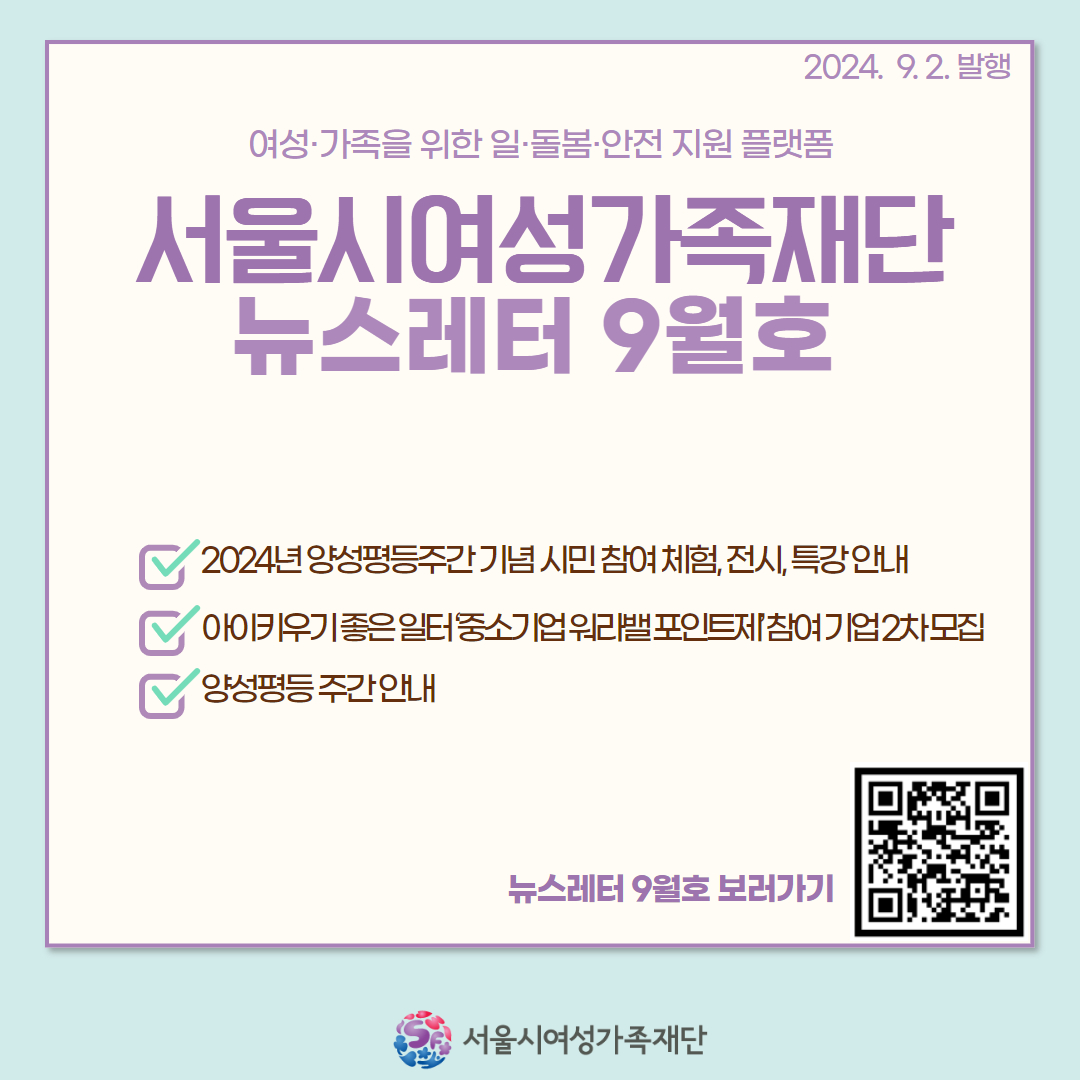 2024. 9. 2. 발행
여성·가족을 위한 일·돌봄·안전 지원 플랫폼
서울시여성가족재단
뉴스레터 9월호
2024년 양성평등주간 기념 시민 참여 체험, 전시, 특강 안내
아이키우기 좋은 일터 '중소기업 워라밸 포인트제' 참여 기업 2차 모집
양성평등 주간 안내
뉴스레터 9월호 보러가기
SF
서울시여성가족재단